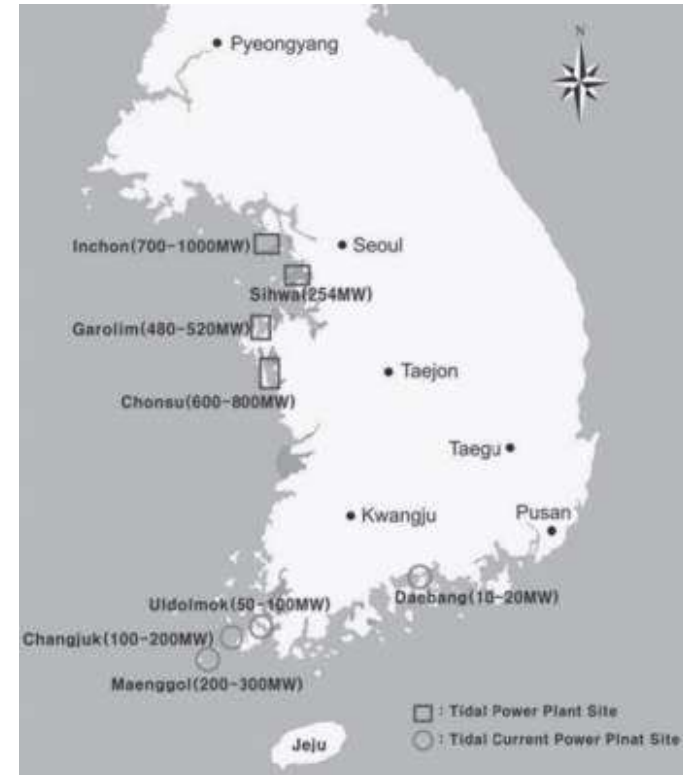 N
Pyeongyang
Inchon(700-1000MW)
Seoul
Sihwa(254MW)
Garolim(480-520MW)
Chonsu(600-800MW)
Taejon
Taegu
Kwangju
Pusan
Daebang(10-20MW)
Uldolmok(50-100MW)
Changjuk(100-200MW)
Maenggol(200-300MW)
: Tidal Power Plant Site
: Tidal Current Power Plnat Site
Jeju